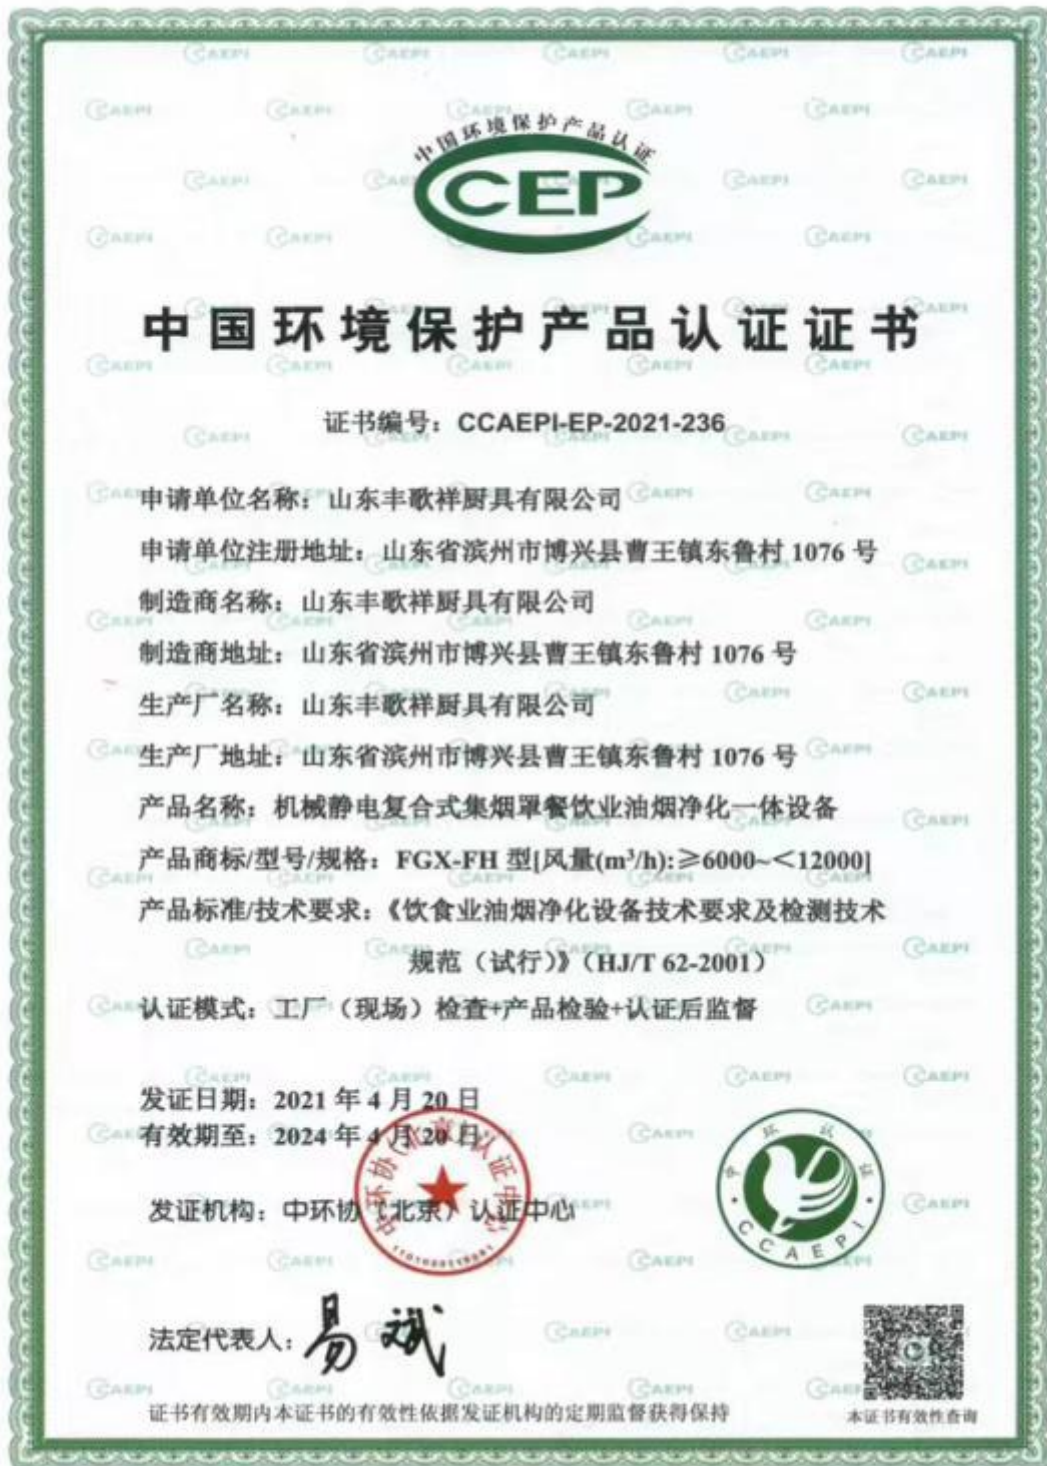 中国环境保护产品认证
CEP
中国环境保护产品认证证书
证书编号：CCAEPI-EP-2021-236
申请单位名称：山东丰歌祥厨具有限公司
申请单位注册地址：山东省滨州市博兴县曹王镇东鲁村 1076 号
制造商名称：山东丰歌祥厨具有限公司
制造商地址：山东省滨州市博兴县曹王镇东鲁村 1076 号
生产厂名称：山东丰歌祥厨具有限公司
生产厂地址：山东省滨州市博兴县曹王镇东鲁村 1076 号
产品名称：机械静电复合式集烟罩餐饮业油烟净化一体设备
产品商标/型号/规格：FGX-FH 型[风量(m³/h):≥6000~＜12000]
产品标准/技术要求：《饮食业油烟净化设备技术要求及检测技术
规范（试行）》（HJ/T 62-2001）
认证模式：工厂（现场）检查+产品检验+认证后监督
发证日期：2021 年 4 月 20 日
有效期至：2024 年 4 月 20 日
发证机构：中环协（北京）认证中心
中环协(北京)认证中心
中环认证
CCAEPI
法定代表人：易斌
证书有效期内本证书的有效性依据发证机构的定期监督获得保持
本证书有效性查询